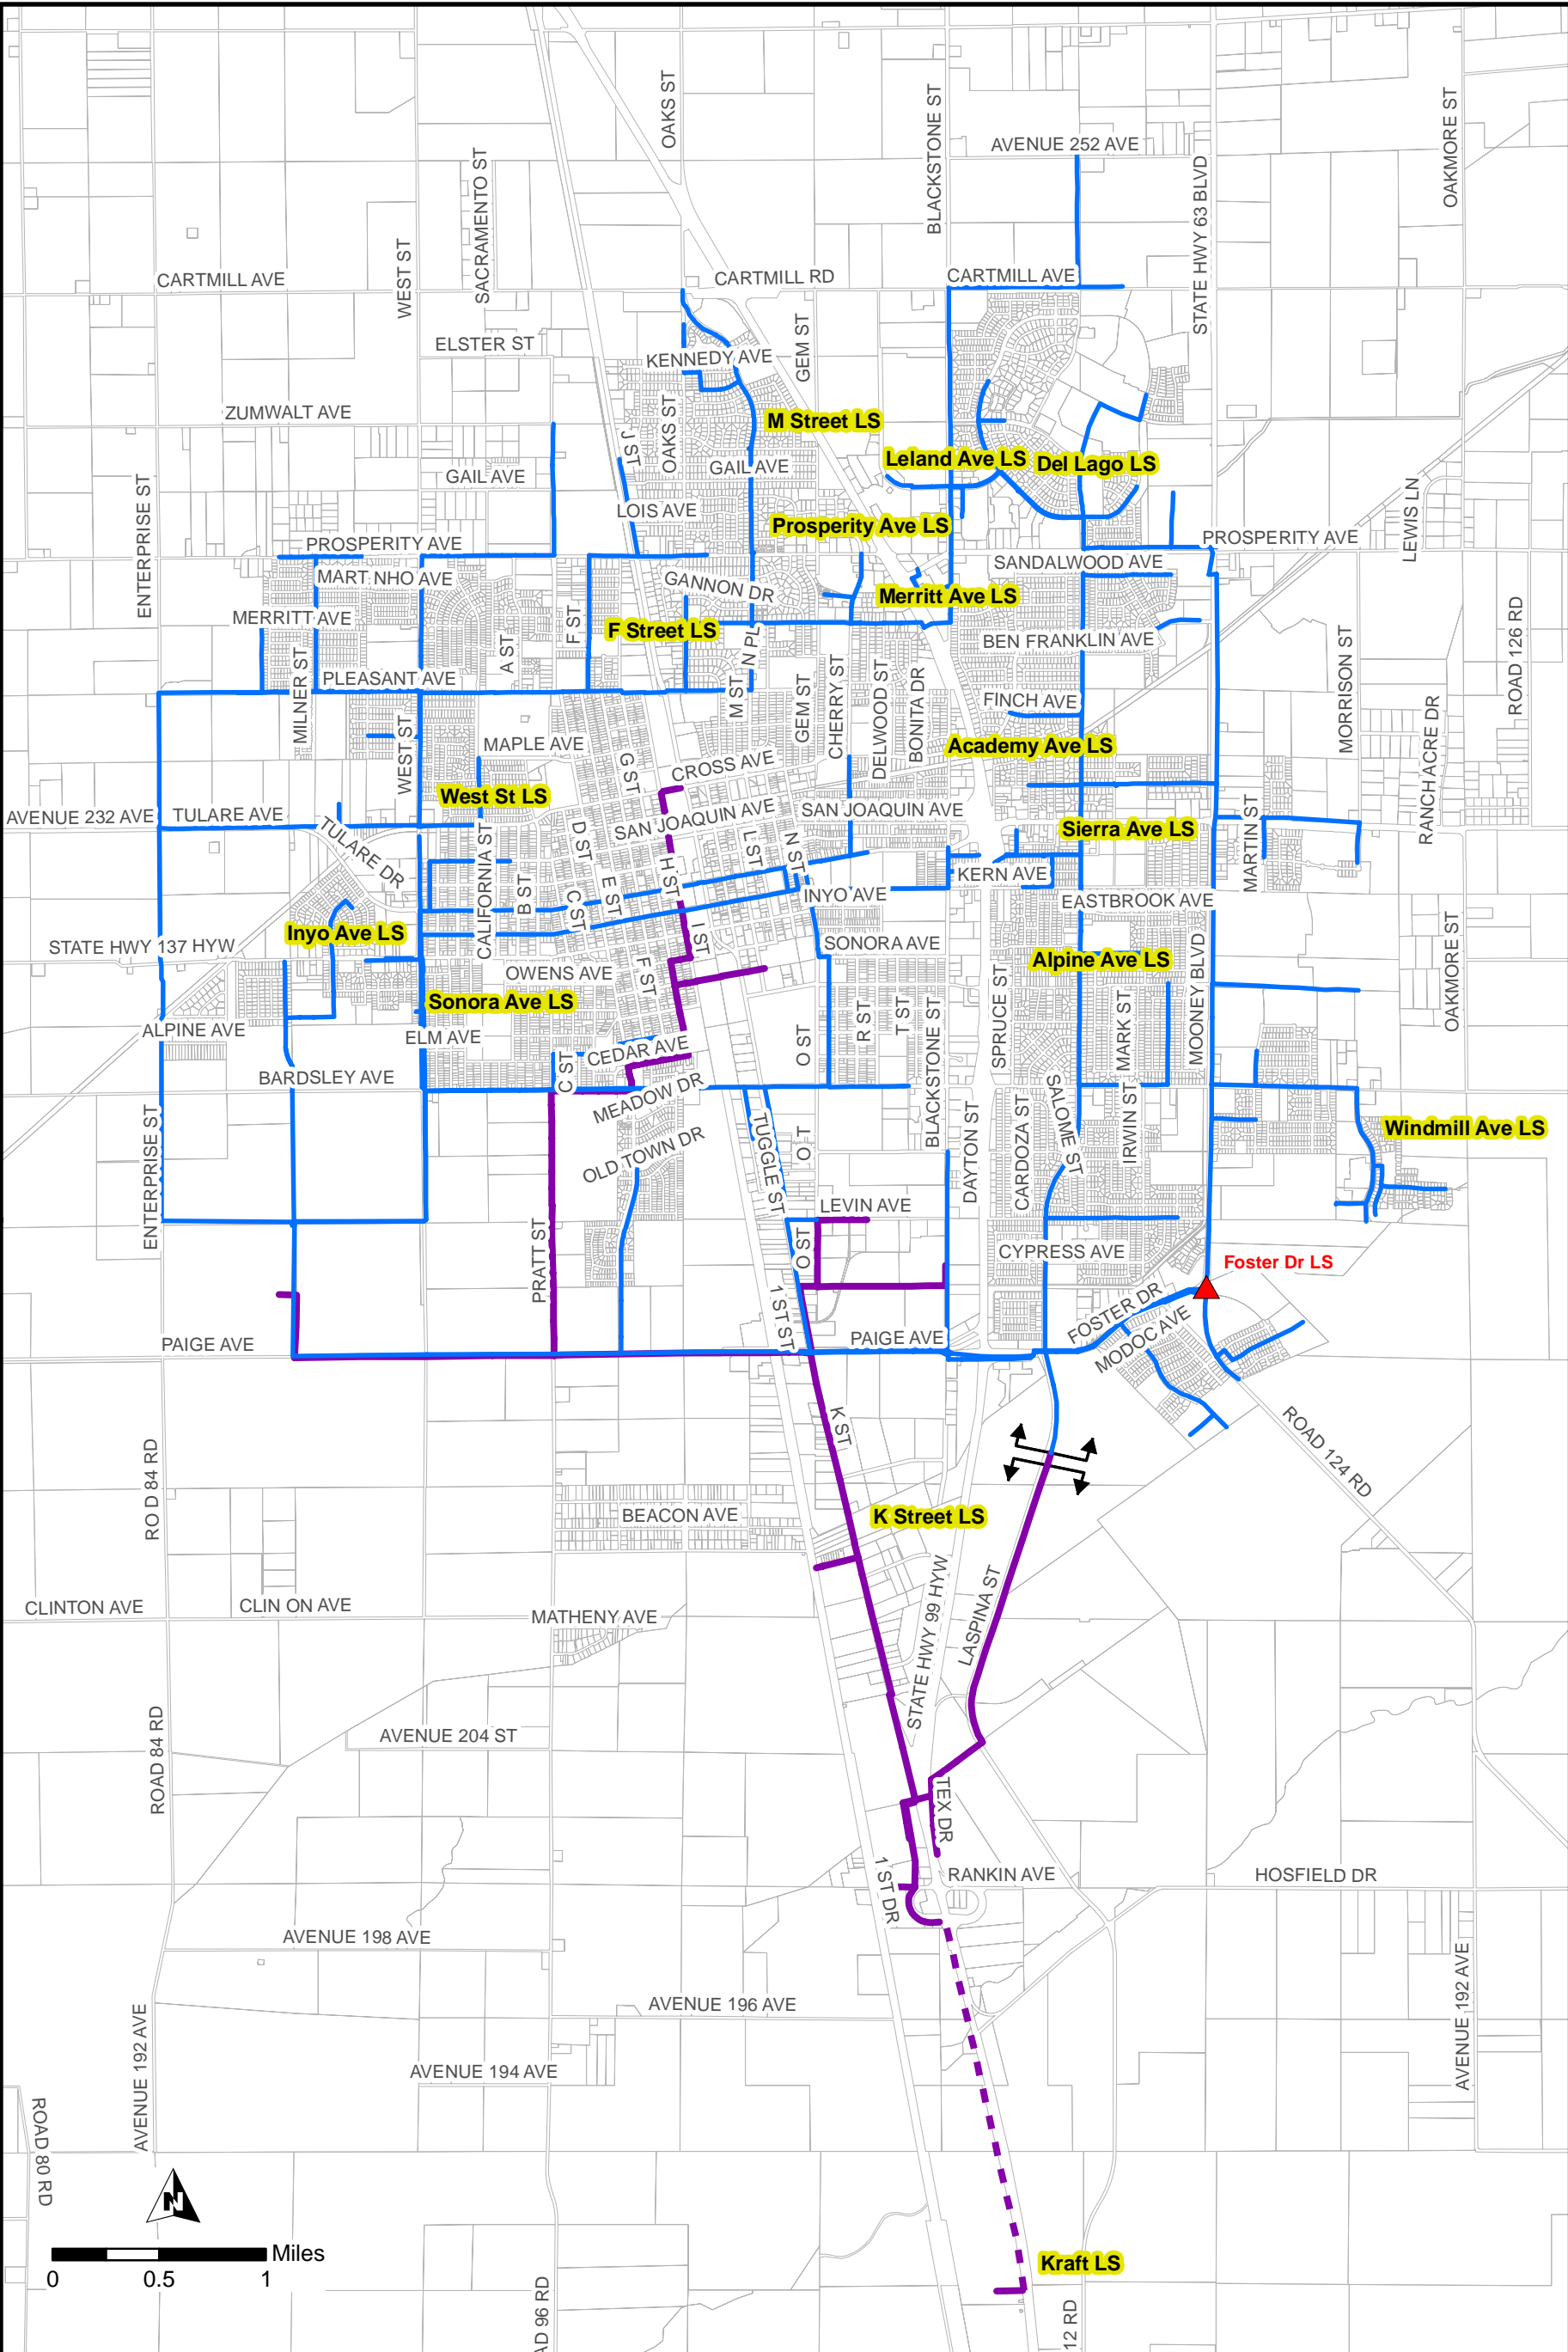 OAKS ST
BLACKSTONE ST
AVENUE 252 AVE
STATE HWY 63 BLVD
OAKMORE ST
SACRAMENTO ST
WEST ST
CARTMILL AVE
CARTMILL RD
CARTMILL AVE
ELSTER ST
KENNEDY AVE
GEM ST
ZUMWALT AVE
OAKS ST
M Street LS
J ST
GAIL AVE
GAIL AVE
Leland Ave LS
Del Lago LS
ENTERPRISE ST
LOIS AVE
Prosperity Ave LS
LEWIS LN
PROSPERITY AVE
PROSPERITY AVE
MART NHO AVE
GANNON DR
SANDALWOOD AVE
MERRITT AVE
F ST
F Street LS
Merritt Ave LS
BEN FRANKLIN AVE
ROAD 126 RD
A ST
N PL
MILNER ST
PLEASANT AVE
M ST
GEM ST
CHERRY ST
DELWOOD ST
BONITA DR
FINCH AVE
MORRISON ST
RANCH ACRE DR
WEST ST
MAPLE AVE
G ST
CROSS AVE
Academy Ave LS
West St LS
AVENUE 232 AVE
TULARE AVE
TULARE DR
SAN JOAQUIN AVE
SAN JOAQUIN AVE
Sierra Ave LS
CALIFORNIA ST
D ST
L ST
N ST
MARTIN ST
B ST
C ST
E ST
H ST
KERN AVE
INYO AVE
EASTBROOK AVE
Inyo Ave LS
STATE HWY 137 HYW
I ST
SONORA AVE
OAKMORE ST
OWENS AVE
F ST
Alpine Ave LS
MOONEY BLVD
Sonora Ave LS
ALPINE AVE
ELM AVE
R ST
T ST
BLACKSTONE ST
SPRUCE ST
MARK ST
O ST
C ST
CEDAR AVE
BARDSLEY AVE
MEADOW DR
ENTERPRISE ST
TUGGLE ST
O T
DAYTON ST
CARDOZA ST
SALOME ST
IRWIN ST
Windmill Ave LS
OLD TOWN DR
LEVIN AVE
PRATT ST
O ST
CYPRESS AVE
Foster Dr LS
1 ST ST
FOSTER DR
MODOC AVE
PAIGE AVE
PAIGE AVE
K ST
ROAD 124 RD
RO D 84 RD
BEACON AVE
K Street LS
STATE HWY 99 HYW
LASPINA ST
CLINTON AVE
CLIN ON AVE
MATHENY AVE
ROAD 84 RD
AVENUE 204 ST
TEX DR
1 ST DR
RANKIN AVE
HOSFIELD DR
AVENUE 198 AVE
AVENUE 196 AVE
AVENUE 192 AVE
AVENUE 192 AVE
AVENUE 194 AVE
ROAD 80 RD
N
Miles
0 0.5 1
Kraft LS
AD 96 RD
12 RD